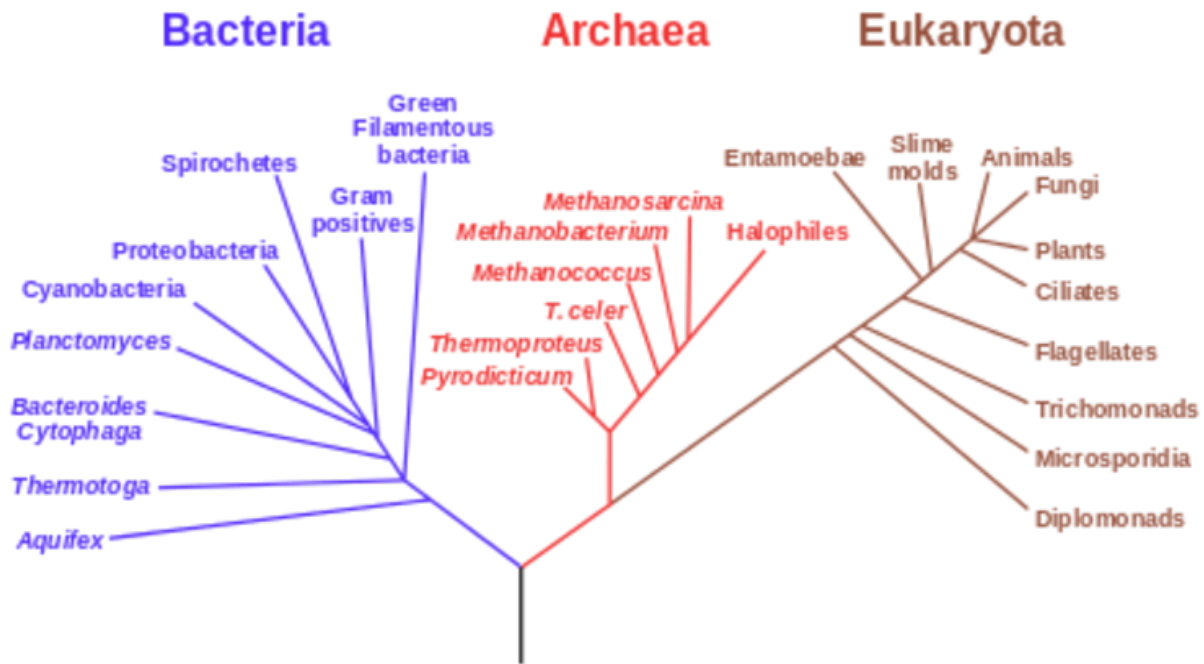 Bacteria
Archaea
Eukaryota
Green
Filamentous
bacteria
Spirochetes
Gram
positives
Proteobacteria
Cyanobacteria
Planctomyces
Bacteroides
Cytophaga
Thermotoga
Aquifex
Methanosarcina
Methanobacterium
Halophiles
Methanococcus
T. celer
Thermoproteus
Pyrodicticum
Entamoebae
Slime
molds
Animals
Fungi
Plants
Ciliates
Flagellates
Trichomonads
Microsporidia
Diplomonads